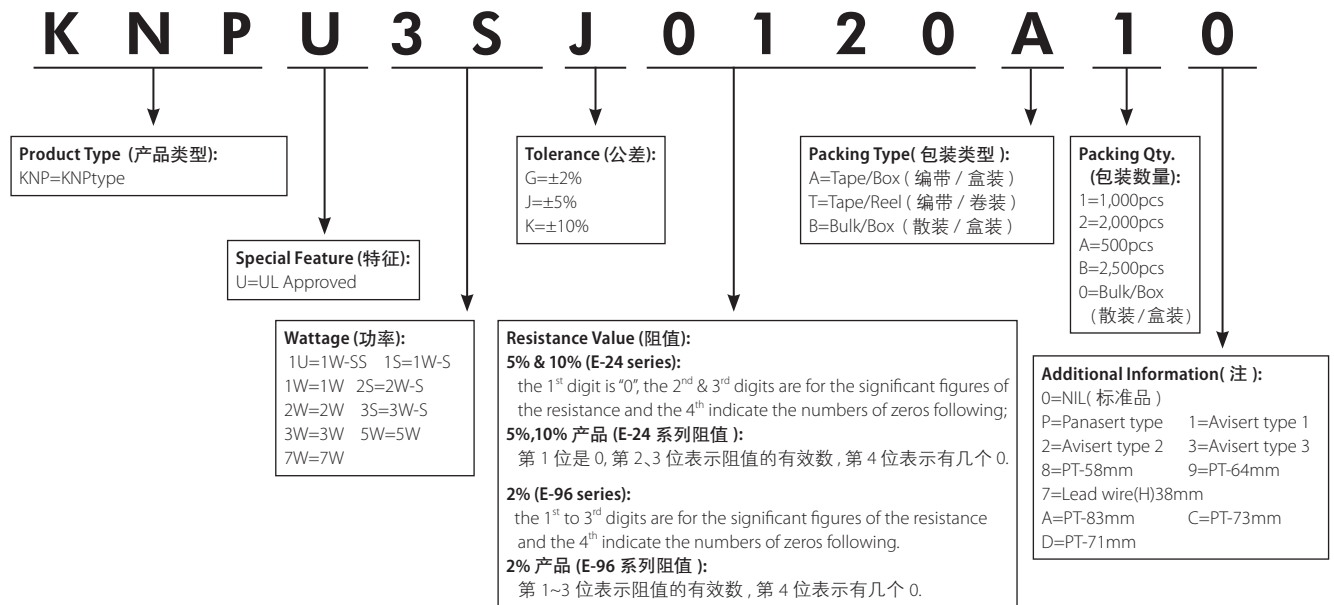 K N P U 3 S J 0 1 2 0 A 1 0
Product Type (产品类型):
KNP=KNPtype
Special Feature (特征):
U=UL Approved
Wattage (功率):
1U=1W-SS 1S=1W-S
1W=1W 2S=2W-S
2W=2W 3S=3W-S
3W=3W 5W=5W
7W=7W
Tolerance (公差):
G=±2%
J=±5%
K=±10%
Resistance Value (阻值):
5% & 10% (E-24 series):
the 1st digit is “0”, the 2nd & 3rd digits are for the significant figures of
the resistance and the 4th indicate the numbers of zeros following;
5%,10% 产品 (E-24 系列阻值 ):
第 1 位是 0, 第 2、3 位表示阻值的有效数 , 第 4 位表示有几个 0.
2% (E-96 series):
the 1st to 3rd digits are for the significant figures of the resistance
and the 4th indicate the numbers of zeros following.
2% 产品 (E-96 系列阻值 ):
第 1~3 位表示阻值的有效数 , 第 4 位表示有几个 0.
Packing Type( 包装类型 ):
A=Tape/Box ( 编带 / 盒装 )
T=Tape/Reel ( 编带 / 卷装 )
B=Bulk/Box ( 散装 / 盒装 )
Packing Qty.
(包装数量):
1=1,000pcs
2=2,000pcs
A=500pcs
B=2,500pcs
0=Bulk/Box
(散装/盒装)
Additional Information( 注 ):
0=NIL( 标准品 )
P=Panasert type 1=Avisert type 1
2=Avisert type 2 3=Avisert type 3
8=PT-58mm 9=PT-64mm
7=Lead wire(H)38mm
A=PT-83mm C=PT-73mm
D=PT-71mm